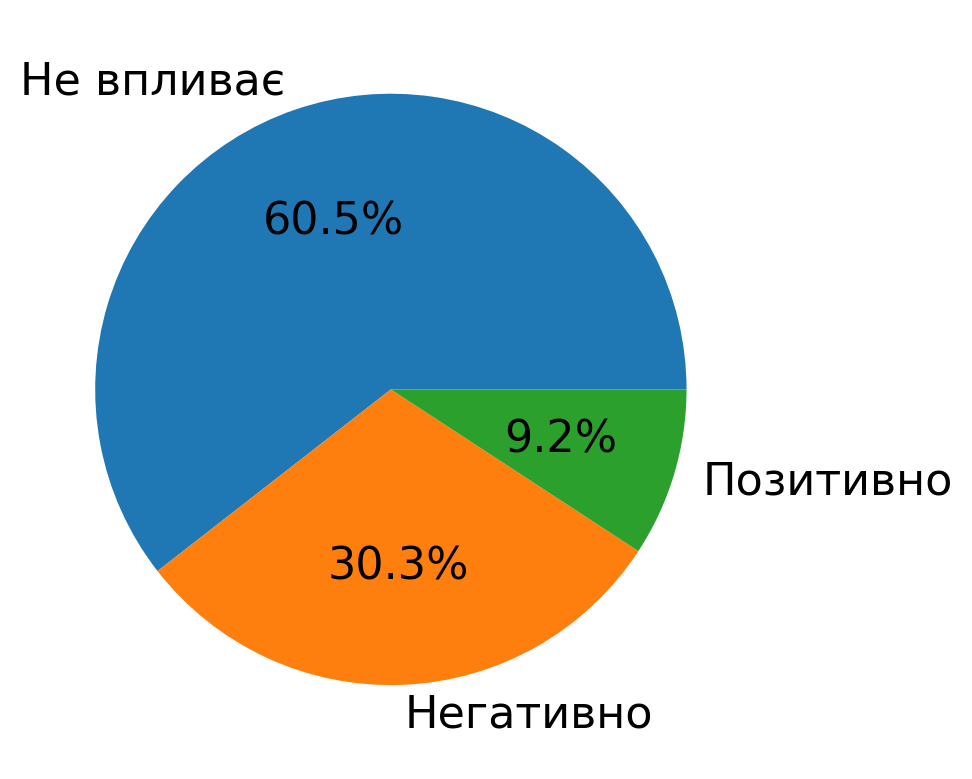 Не впливає
60.5%
9.2%
Позитивно
30.3%
Негативно